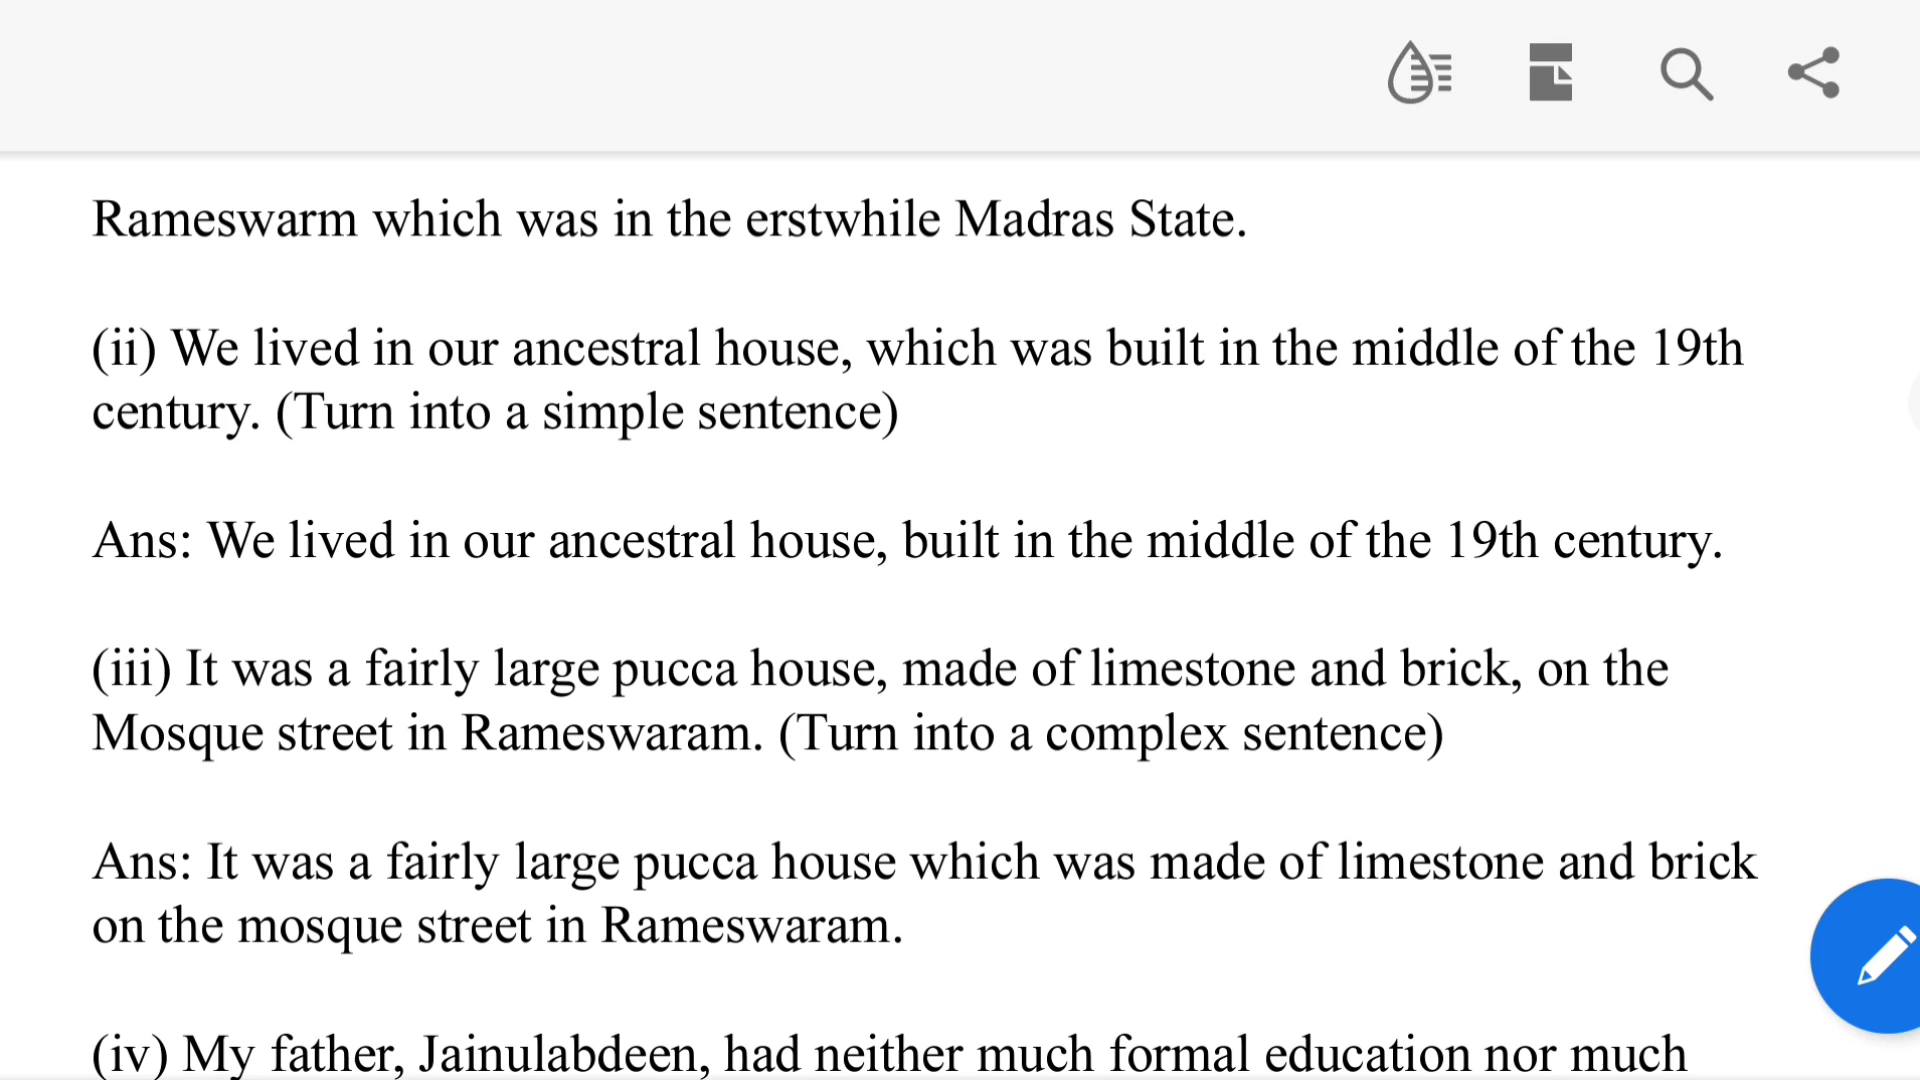 Rameswarm which was in the erstwhile Madras State.
(ii) We lived in our ancestral house, which was built in the middle of the 19th
century. (Turn into a simple sentence)
Ans: We lived in our ancestral house, built in the middle of the 19th century.
(iii) It was a fairly large pucca house, made of limestone and brick, on the
Mosque street in Rameswaram. (Turn into a complex sentence)
Ans: It was a fairly large pucca house which was made of limestone and brick
on the mosque street in Rameswaram.
(iv) My father, Jainulabdeen, had neither much formal education nor much